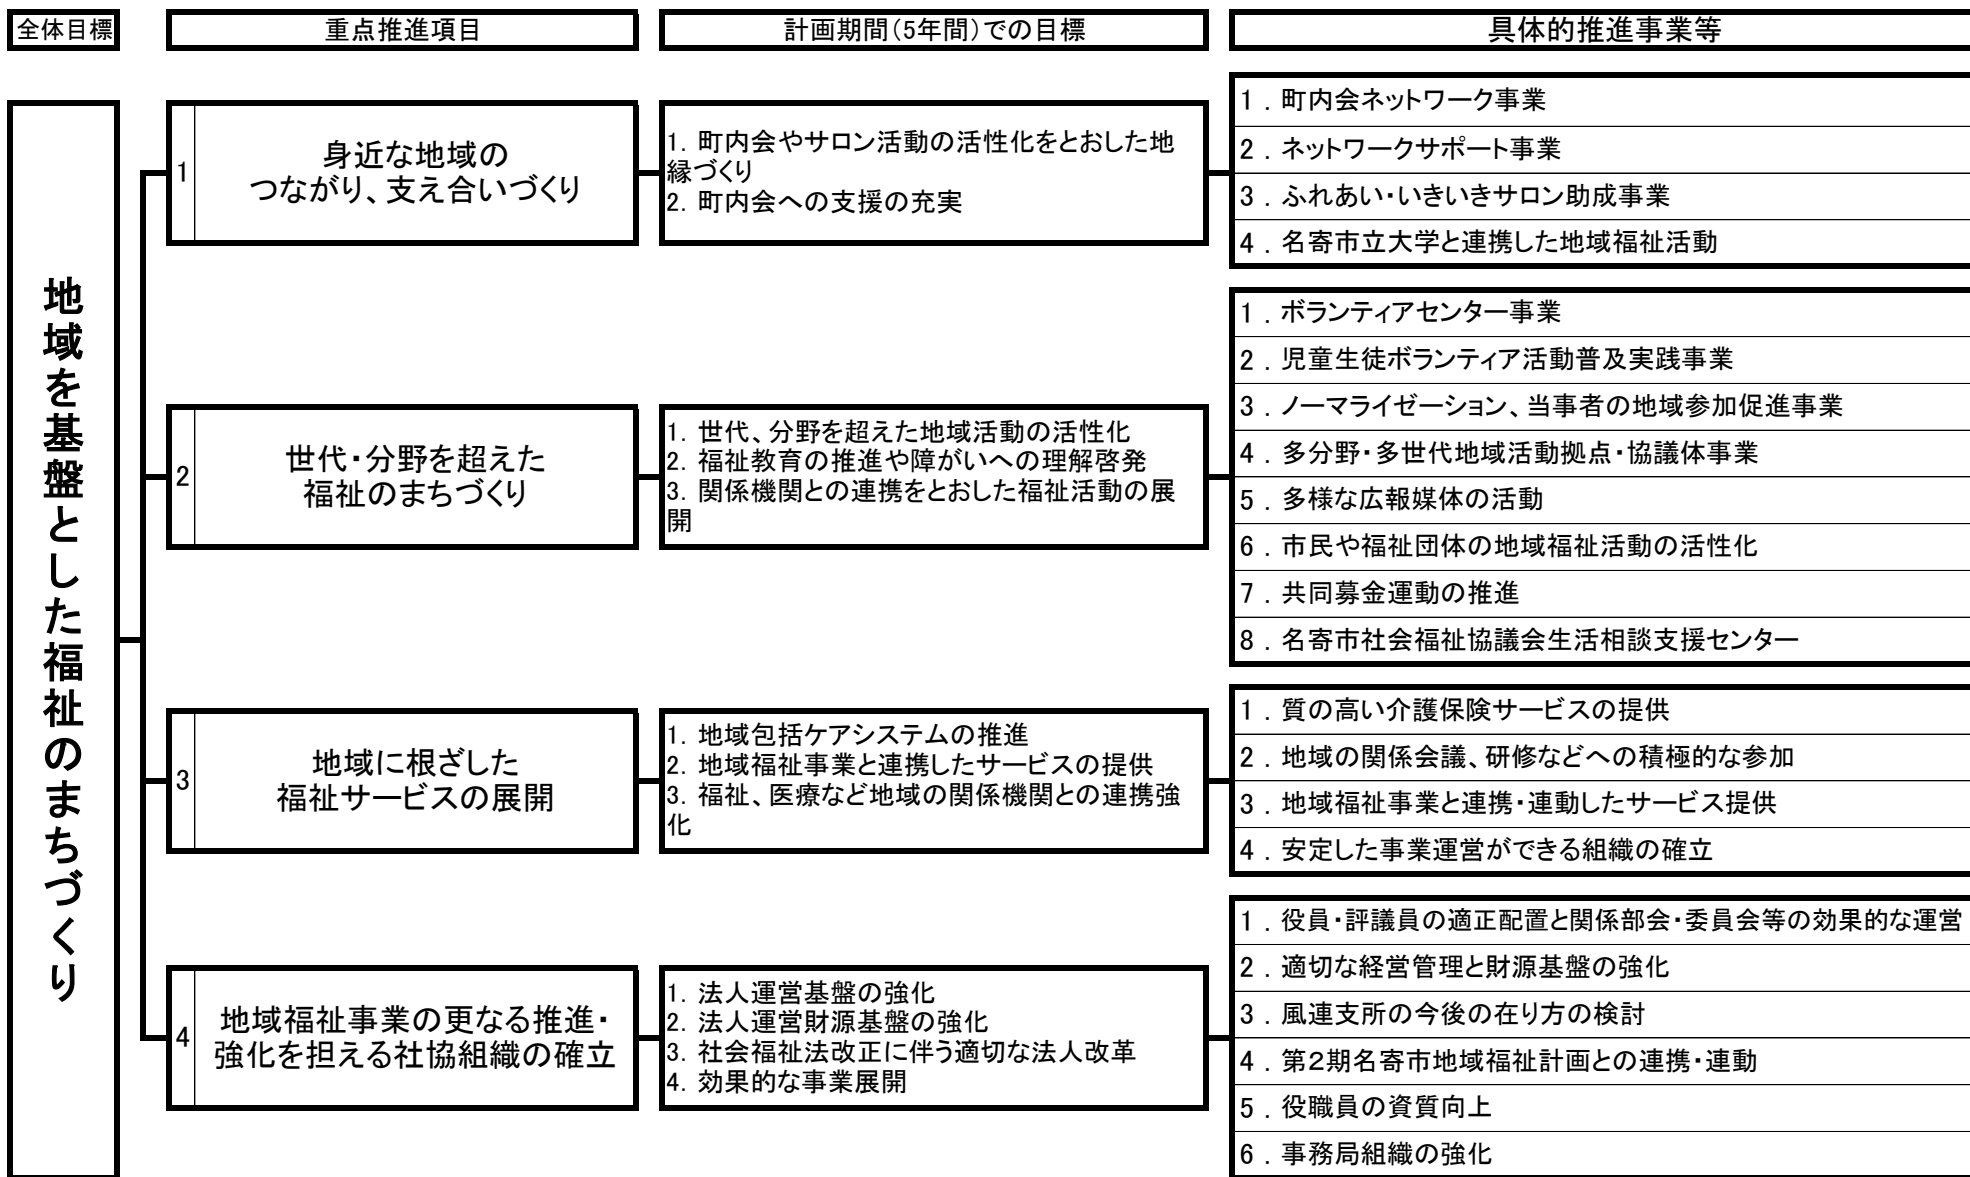 全体目標
重点推進項目
計画期間(5年間)での目標
具体的推進事業等
地域を基盤とした福祉のまちづくり
1
身近な地域の
つながり、支え合いづくり
1. 町内会やサロン活動の活性化をとおした地
縁づくり
2. 町内会への支援の充実
1．町内会ネットワーク事業
2．ネットワークサポート事業
3．ふれあい・いきいきサロン助成事業
4．名寄市立大学と連携した地域福祉活動
2
世代・分野を超えた
福祉のまちづくり
1. 世代、分野を超えた地域活動の活性化
2. 福祉教育の推進や障がいへの理解啓発
3. 関係機関との連携をとおした福祉活動の展
開
1．ボランティアセンター事業
2．児童生徒ボランティア活動普及実践事業
3．ノーマライゼーション、当事者の地域参加促進事業
4．多分野・多世代地域活動拠点・協議体事業
5．多様な広報媒体の活動
6．市民や福祉団体の地域福祉活動の活性化
7．共同募金運動の推進
8．名寄市社会福祉協議会生活相談支援センター
3
地域に根ざした
福祉サービスの展開
1. 地域包括ケアシステムの推進
2. 地域福祉事業と連携したサービスの提供
3. 福祉、医療など地域の関係機関との連携強
化
1．質の高い介護保険サービスの提供
2．地域の関係会議、研修などへの積極的な参加
3．地域福祉事業と連携・連動したサービス提供
4．安定した事業運営ができる組織の確立
4
地域福祉事業の更なる推進・
強化を担える社協組織の確立
1. 法人運営基盤の強化
2. 法人運営財源基盤の強化
3. 社会福祉法改正に伴う適切な法人改革
4. 効果的な事業展開
1．役員・評議員の適正配置と関係部会・委員会等の効果的な運営
2．適切な経営管理と財源基盤の強化
3．風連支所の今後の在り方の検討
4．第２期名寄市地域福祉計画との連携・連動
5．役職員の資質向上
6．事務局組織の強化